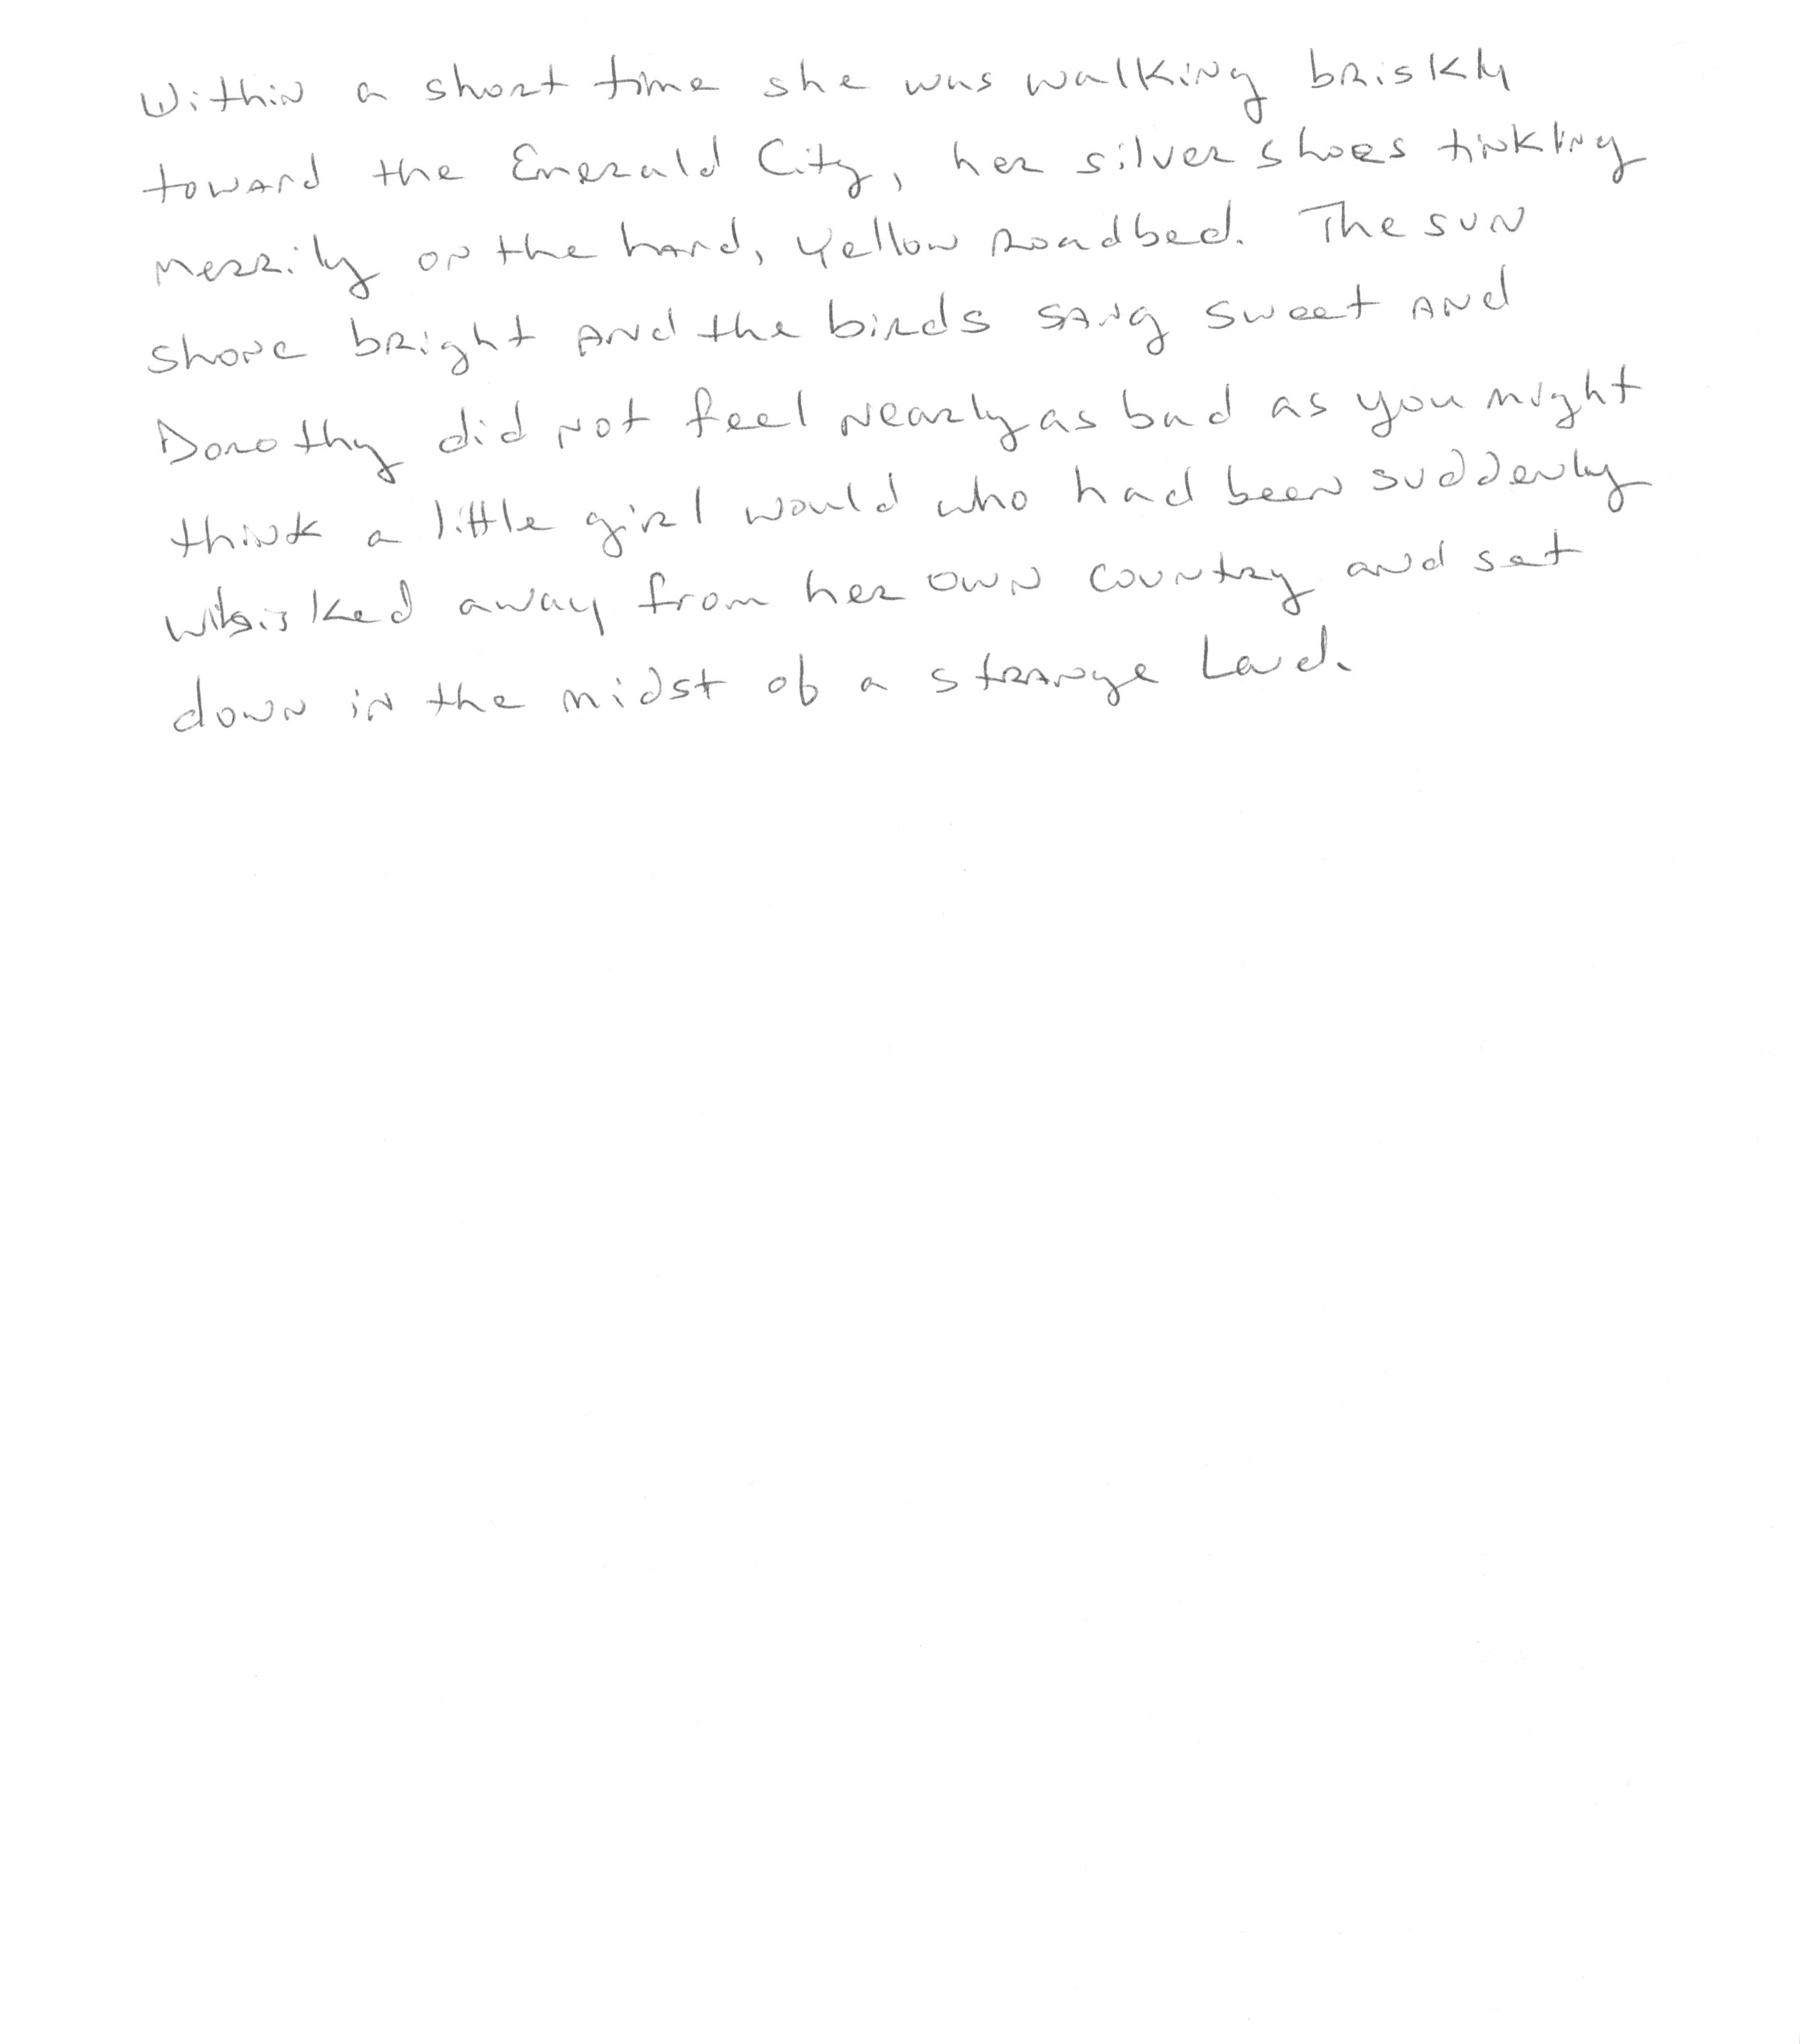 Within a short time she was walking briskly
toward the Emerald City, her silver shoes tinkling
merrily on the hard, yellow roadbed. The sun
shone bright and the birds sang sweet and
Dorothy did not feel nearly as bad as you might
think a little girl would who had been suddenly
whisked away from her own country and set
down in the midst of a strange land.